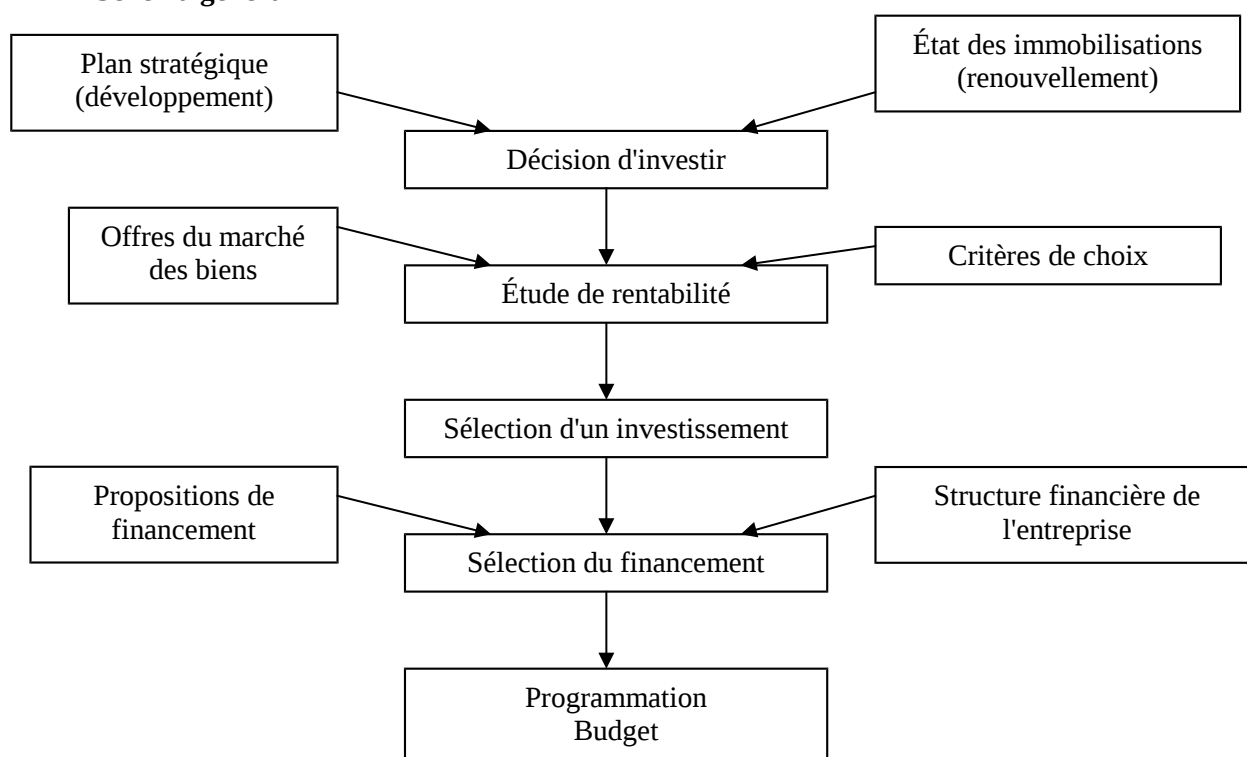 Plan stratégique
(développement)
État des immobilisations
(renouvellement)
Décision d'investir
Offres du marché
des biens
Critères de choix
Étude de rentabilité
Sélection d'un investissement
Propositions de
financement
Structure financière de
l'entreprise
Sélection du financement
Programmation
Budget